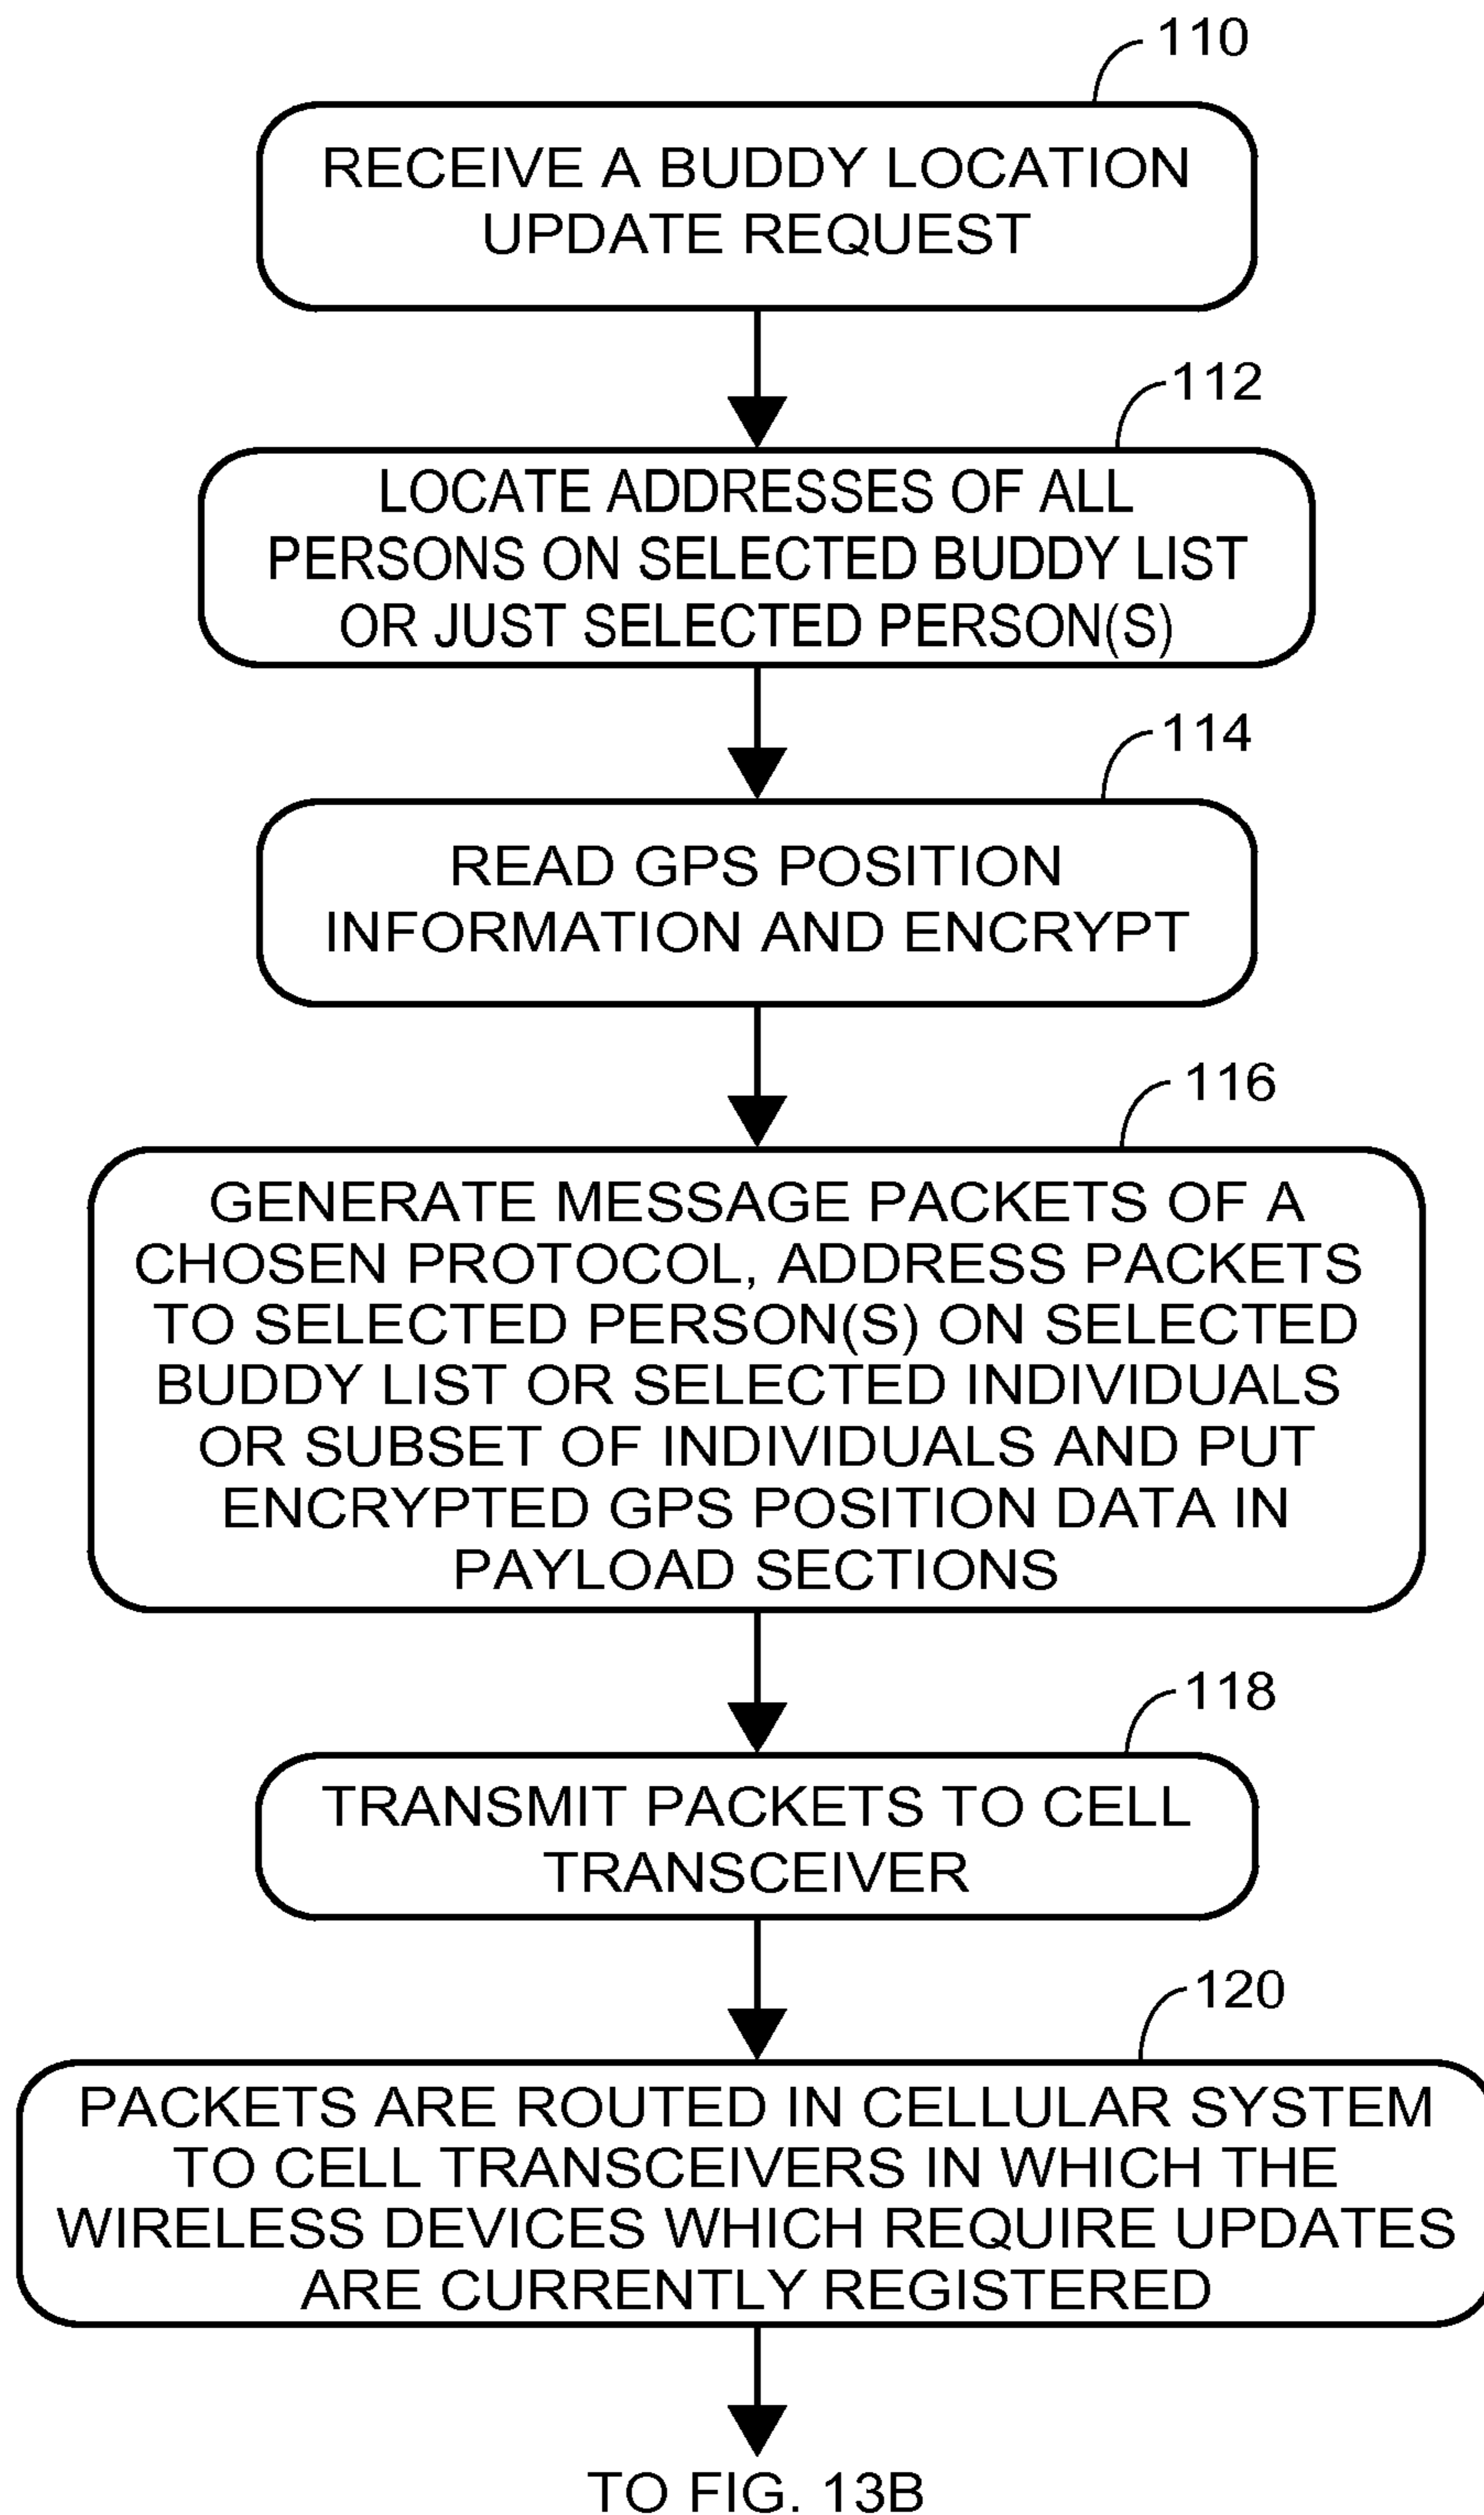 110
RECEIVE A BUDDY LOCATION
UPDATE REQUEST
112
LOCATE ADDRESSES OF ALL
PERSONS ON SELECTED BUDDY LIST
OR JUST SELECTED PERSON(S)
114
READ GPS POSITION
INFORMATION AND ENCRYPT
116
GENERATE MESSAGE PACKETS OF A
CHOSEN PROTOCOL, ADDRESS PACKETS
TO SELECTED PERSON(S) ON SELECTED
BUDDY LIST OR SELECTED INDIVIDUALS
OR SUBSET OF INDIVIDUALS AND PUT
ENCRYPTED GPS POSITION DATA IN
PAYLOAD SECTIONS
118
TRANSMIT PACKETS TO CELL
TRANSCEIVER
120
PACKETS ARE ROUTED IN CELLULAR SYSTEM
TO CELL TRANSCEIVERS IN WHICH THE
WIRELESS DEVICES WHICH REQUIRE UPDATES
ARE CURRENTLY REGISTERED
TO FIG. 13B